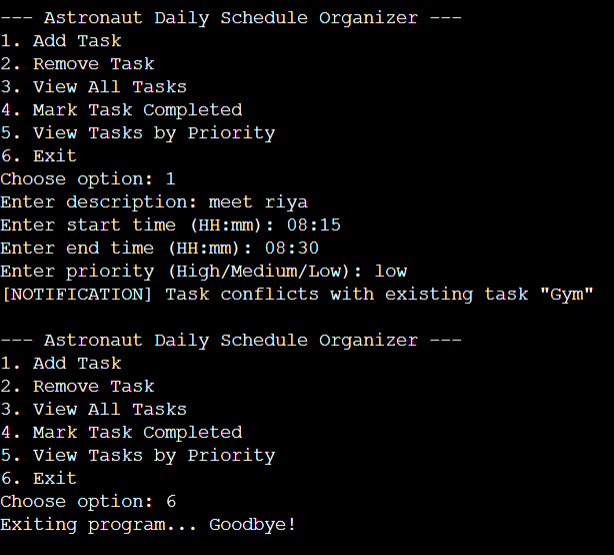 --- Astronaut Daily Schedule Organizer ---
1. Add Task
2. Remove Task
3. View All Tasks
4. Mark Task Completed
5. View Tasks by Priority
6. Exit
Choose option: 1
Enter description: meet riya
Enter start time (HH:mm): 08:15
Enter end time (HH:mm): 08:30
Enter priority (High/Medium/Low): low
[NOTIFICATION] Task conflicts with existing task "Gym"
--- Astronaut Daily Schedule Organizer ---
1. Add Task
2. Remove Task
3. View All Tasks
4. Mark Task Completed
5. View Tasks by Priority
6. Exit
Choose option: 6
Exiting program... Goodbye!